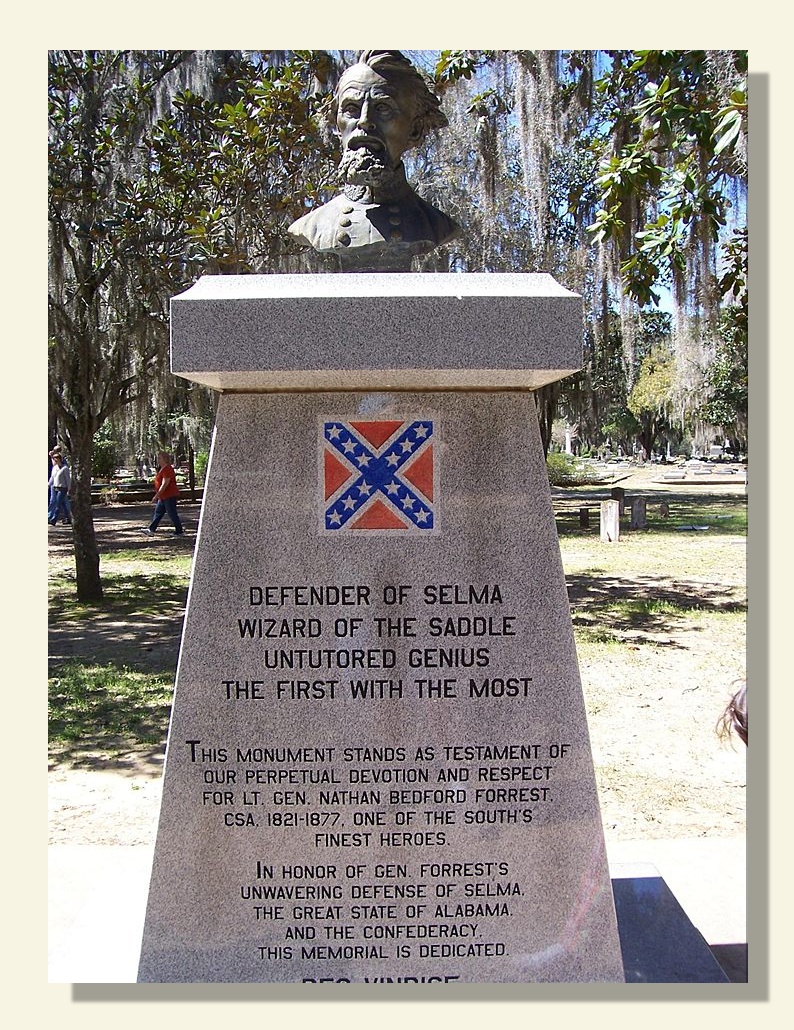 DEFENDER OF SELMA
WIZARD OF THE SADDLE
UNTUTORED GENIUS
THE FIRST WITH THE MOST
THIS MONUMENT STANDS AS TESTAMENT OF
OUR PERPETUAL DEVOTION AND RESPECT
FOR LT. GEN. NATHAN BEDFORD FORREST.
CSA. 1821-1877, ONE OF THE SOUTH'S
FINEST HEROES.
IN HONOR OF GEN. FORREST'S
UNWAVERING DEFENSE OF SELMA,
THE GREAT STATE OF ALABAMA,
AND THE CONFEDERACY,
THIS MEMORIAL IS DEDICATED.
DEO VINDICE